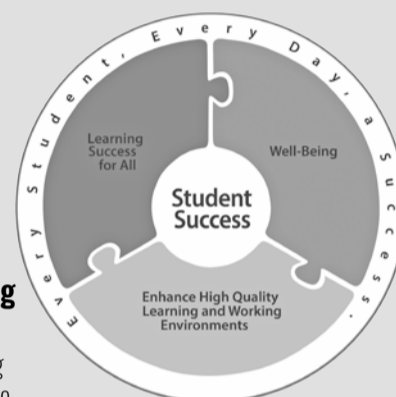 Every Student, Every Day, a Success.
Learning
Success
for All
Well-Being
Student
Success
Enhance High Quality
Learning and Working
Environments
g
g
o